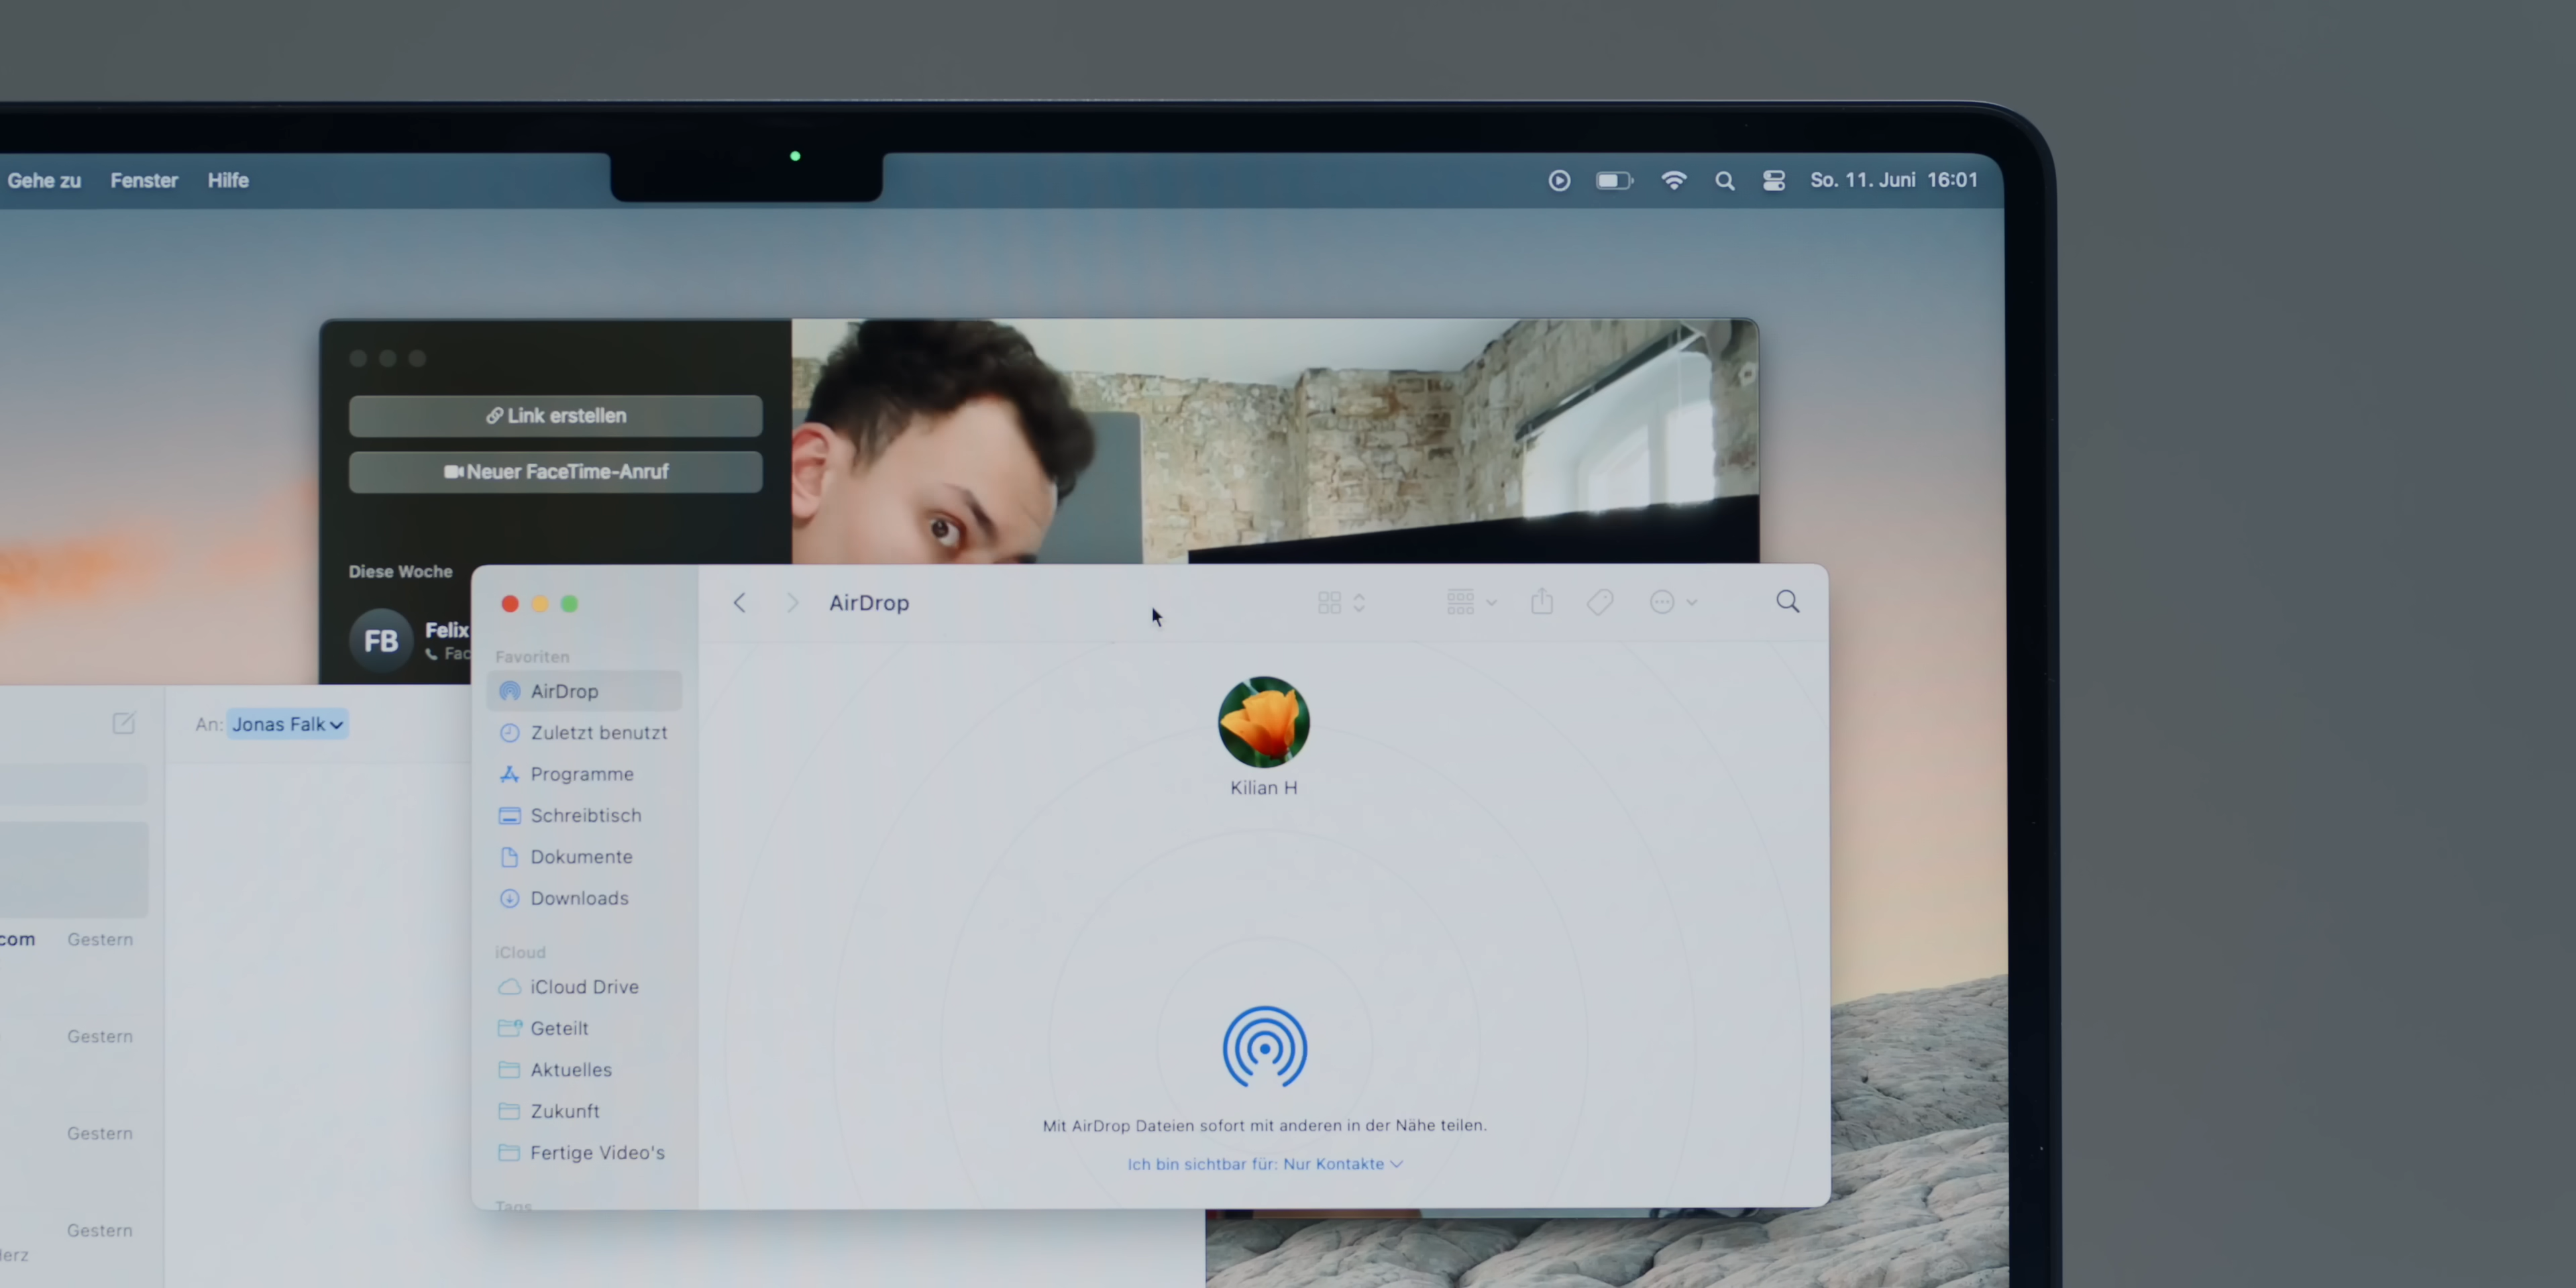 Gehe zu Fenster Hilfe
So. 11. Juni 16:01
Link erstellen
Neuer FaceTime-Anruf
Diese Woche
FB
Felix
An: Jonas Falk
Gestern
Gestern
Gestern
Gestern
AirDrop
Favoriten
AirDrop
Zuletzt benutzt
Programme
Schreibtisch
Dokumente
Downloads
iCloud
iCloud Drive
Geteilt
Aktuelles
Zukunft
Fertige Video's
Tags
Kilian H
Mit AirDrop Dateien sofort mit anderen in der Nähe teilen.
Ich bin sichtbar für: Nur Kontakte